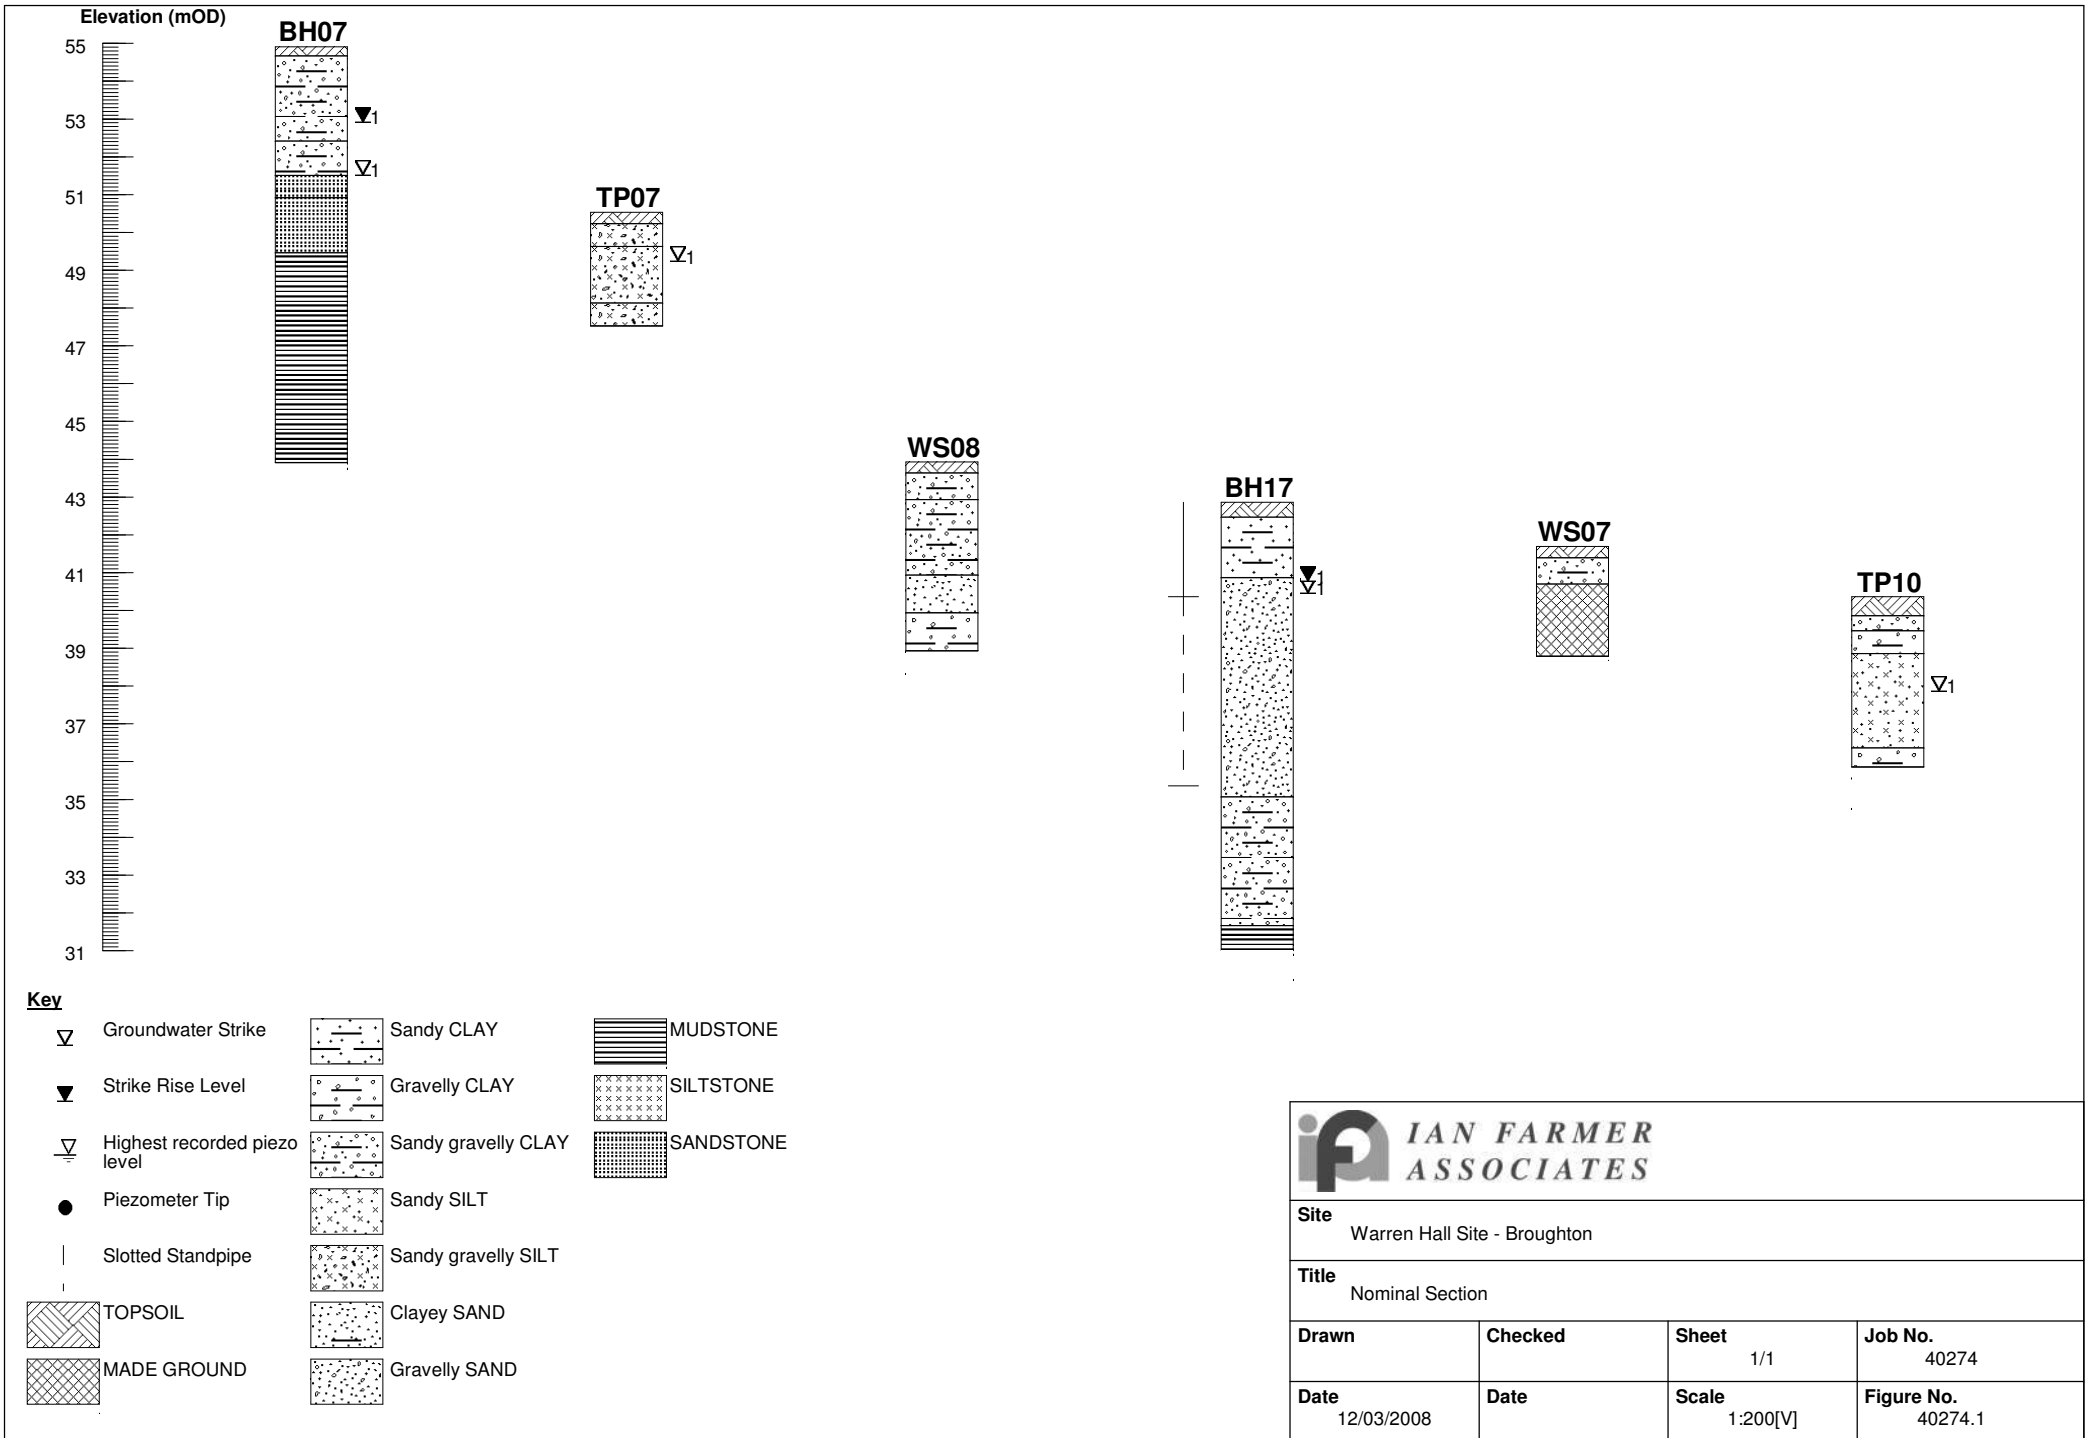 Elevation (mOD)
55
53
51
49
47
45
43
41
39
37
35
33
31
BH07
1
1
TP07
1
WS08
BH17
1
1
WS07
TP10
1
Key
Groundwater Strike
Strike Rise Level
Highest recorded piezo
level
Piezometer Tip
Slotted Standpipe
TOPSOIL
MADE GROUND
Sandy CLAY
Gravelly CLAY
Sandy gravelly CLAY
Sandy SILT
Sandy gravelly SILT
Clayey SAND
Gravelly SAND
MUDSTONE
SILTSTONE
SANDSTONE
ifa
IAN FARMER
ASSOCIATES
Site
Warren Hall Site - Broughton
Title
Nominal Section
Drawn
Checked
Sheet
1/1
Job No.
40274
Date
12/03/2008
Date
Scale
1:200[V]
Figure No.
40274.1